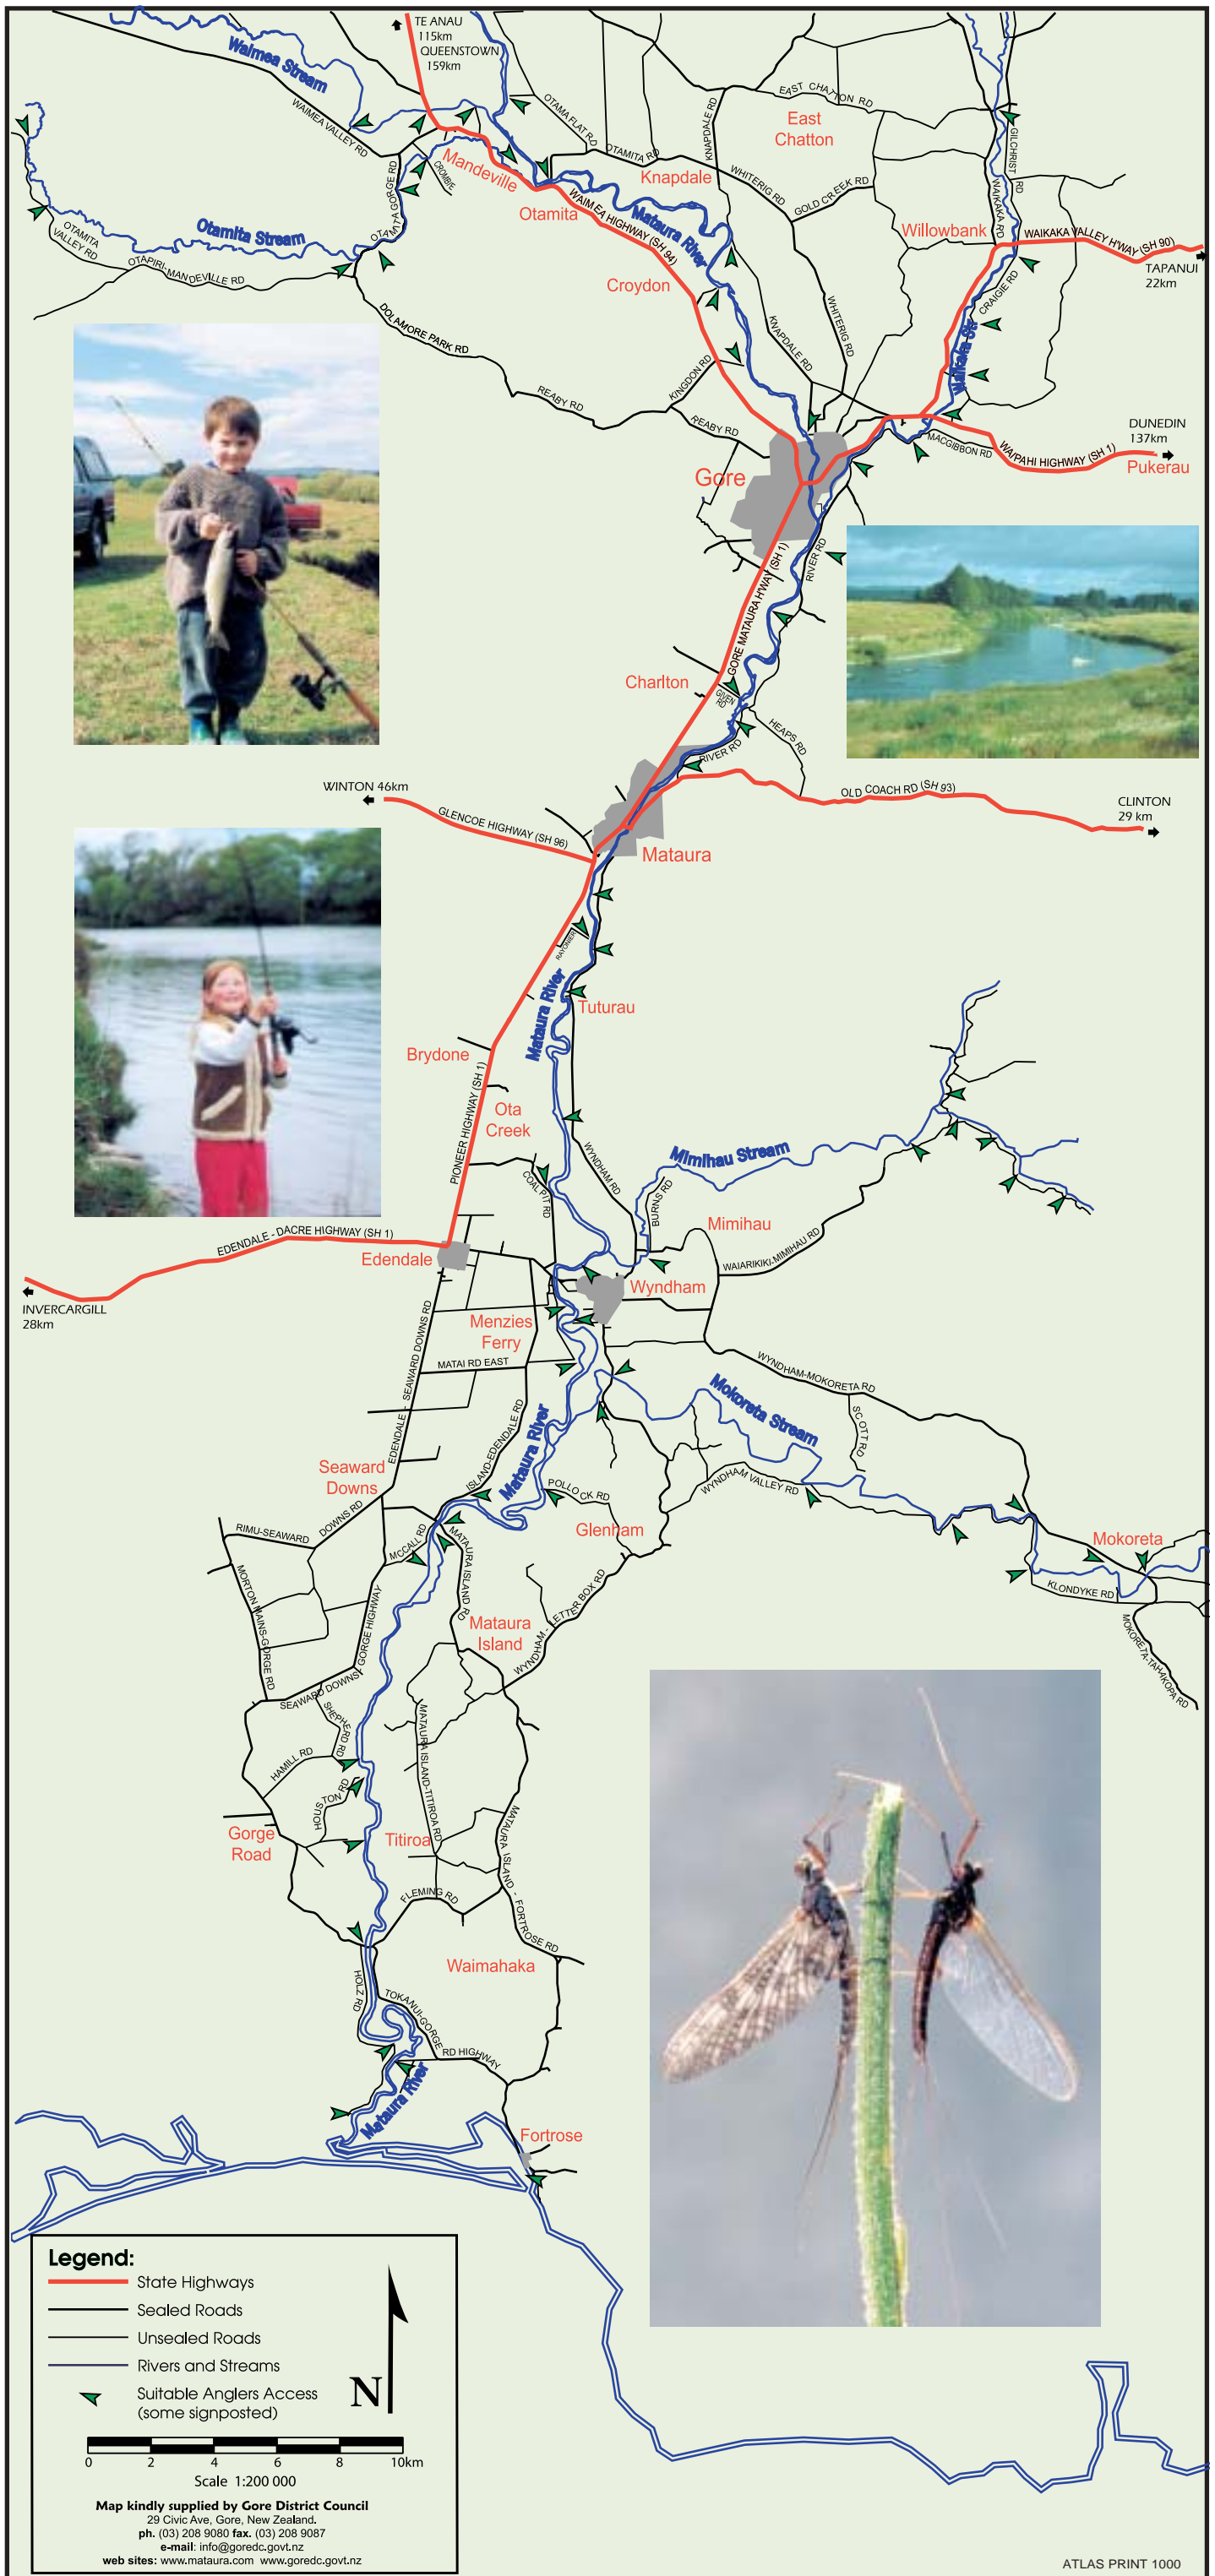 TE ANAU
115km
QUEENSTOWN
159km
Waimea Stream
WAIMEA VALLEY RD
OTAMA FLAT RD
KNAPDALE RD
EAST CHATTON RD
East
Chatton
GILCHRIST RD
CROMBIE
Mandeville
OTAMITA RD
Knapdale
WHITERIG RD
GOLD CREEK RD
WAIKAKA RD
OTAMATA GORGE RD
Otamita
WAIMEA HIGHWAY (SH 94)
Mataura River
Willowbank
WAIKAKA VALLEY H'WAY (SH 90)
TAPANUI
22km
OTAMITA
VALLEY RD
Otamita Stream
OTAPIRI-MANDEVILLE RD
Croydon
CRAIGIE RD
DOLAMORE PARK RD
KNAPDALE RD
WHITERIG RD
Waikaka Str
KINGDON RD
REABY RD
REABY RD
DUNEDIN
137km
MACGIBBON RD
WAIPAHI HIGHWAY (SH 1)
Pukerau
Gore
RIVER RD
GORE MATAURA H'WAY (SH 1)
Charlton
GIVEN
RD
HEAPS RD
RIVER RD
WINTON 46km
GLENCOE HIGHWAY (SH 96)
OLD COACH RD (SH 93)
CLINTON
29 km
Mataura
RAYONIER
Mataura River
Tuturau
Brydone
PIONEER HIGHWAY (SH 1)
Ota
Creek
COAL PIT RD
WYNDHAM RD
Mimihau Stream
BURNS RD
Mimihau
WAIARIKIKI-MIMIHAU RD
EDENDALE - DACRE HIGHWAY (SH 1)
Edendale
Wyndham
INVERCARGILL
28km
Menzies
Ferry
MATAI RD EAST
EDENDALE - SEAWARD DOWNS RD
WYNDHAM-MOKORETA RD
Mokoreta Stream
SCOTT RD
ISLAND-EDENDALE RD
Mataura River
Seaward
Downs
WYNDHAM VALLEY RD
POLLOCK RD
Glenham
RIMU-SEAWARD DOWNS RD
MCCALL RD
MATAURA ISLAND RD
Mokoreta
KLONDYKE RD
MOKORETA-TAHAKOPA RD
MORTON MAINS-GORGE RD
GORGE HIGHWAY
SEAWARD DOWNS
Mataura
Island
WYNDHAM - LETTER BOX RD
SHEPHERD RD
HAMILL RD
HOUSTON RD
MATAURA ISLAND-TITIROA RD
Gorge
Road
Titiroa
MATAURA ISLAND - FORTROSE RD
FLEMING RD
Waimahaka
HOLZ RD
TOKANUI-GORGE
RD HIGHWAY
Mataura River
Fortrose
Legend:
State Highways
Sealed Roads
Unsealed Roads
Rivers and Streams
Suitable Anglers Access
(some signposted)
N
0 2 4 6 8 10km
Scale 1:200 000
Map kindly supplied by Gore District Council
29 Civic Ave, Gore, New Zealand.
ph. (03) 208 9080 fax. (03) 208 9087
e-mail: info@goredc.govt.nz
web sites: www.mataura.com www.goredc.govt.nz
ATLAS PRINT 1000